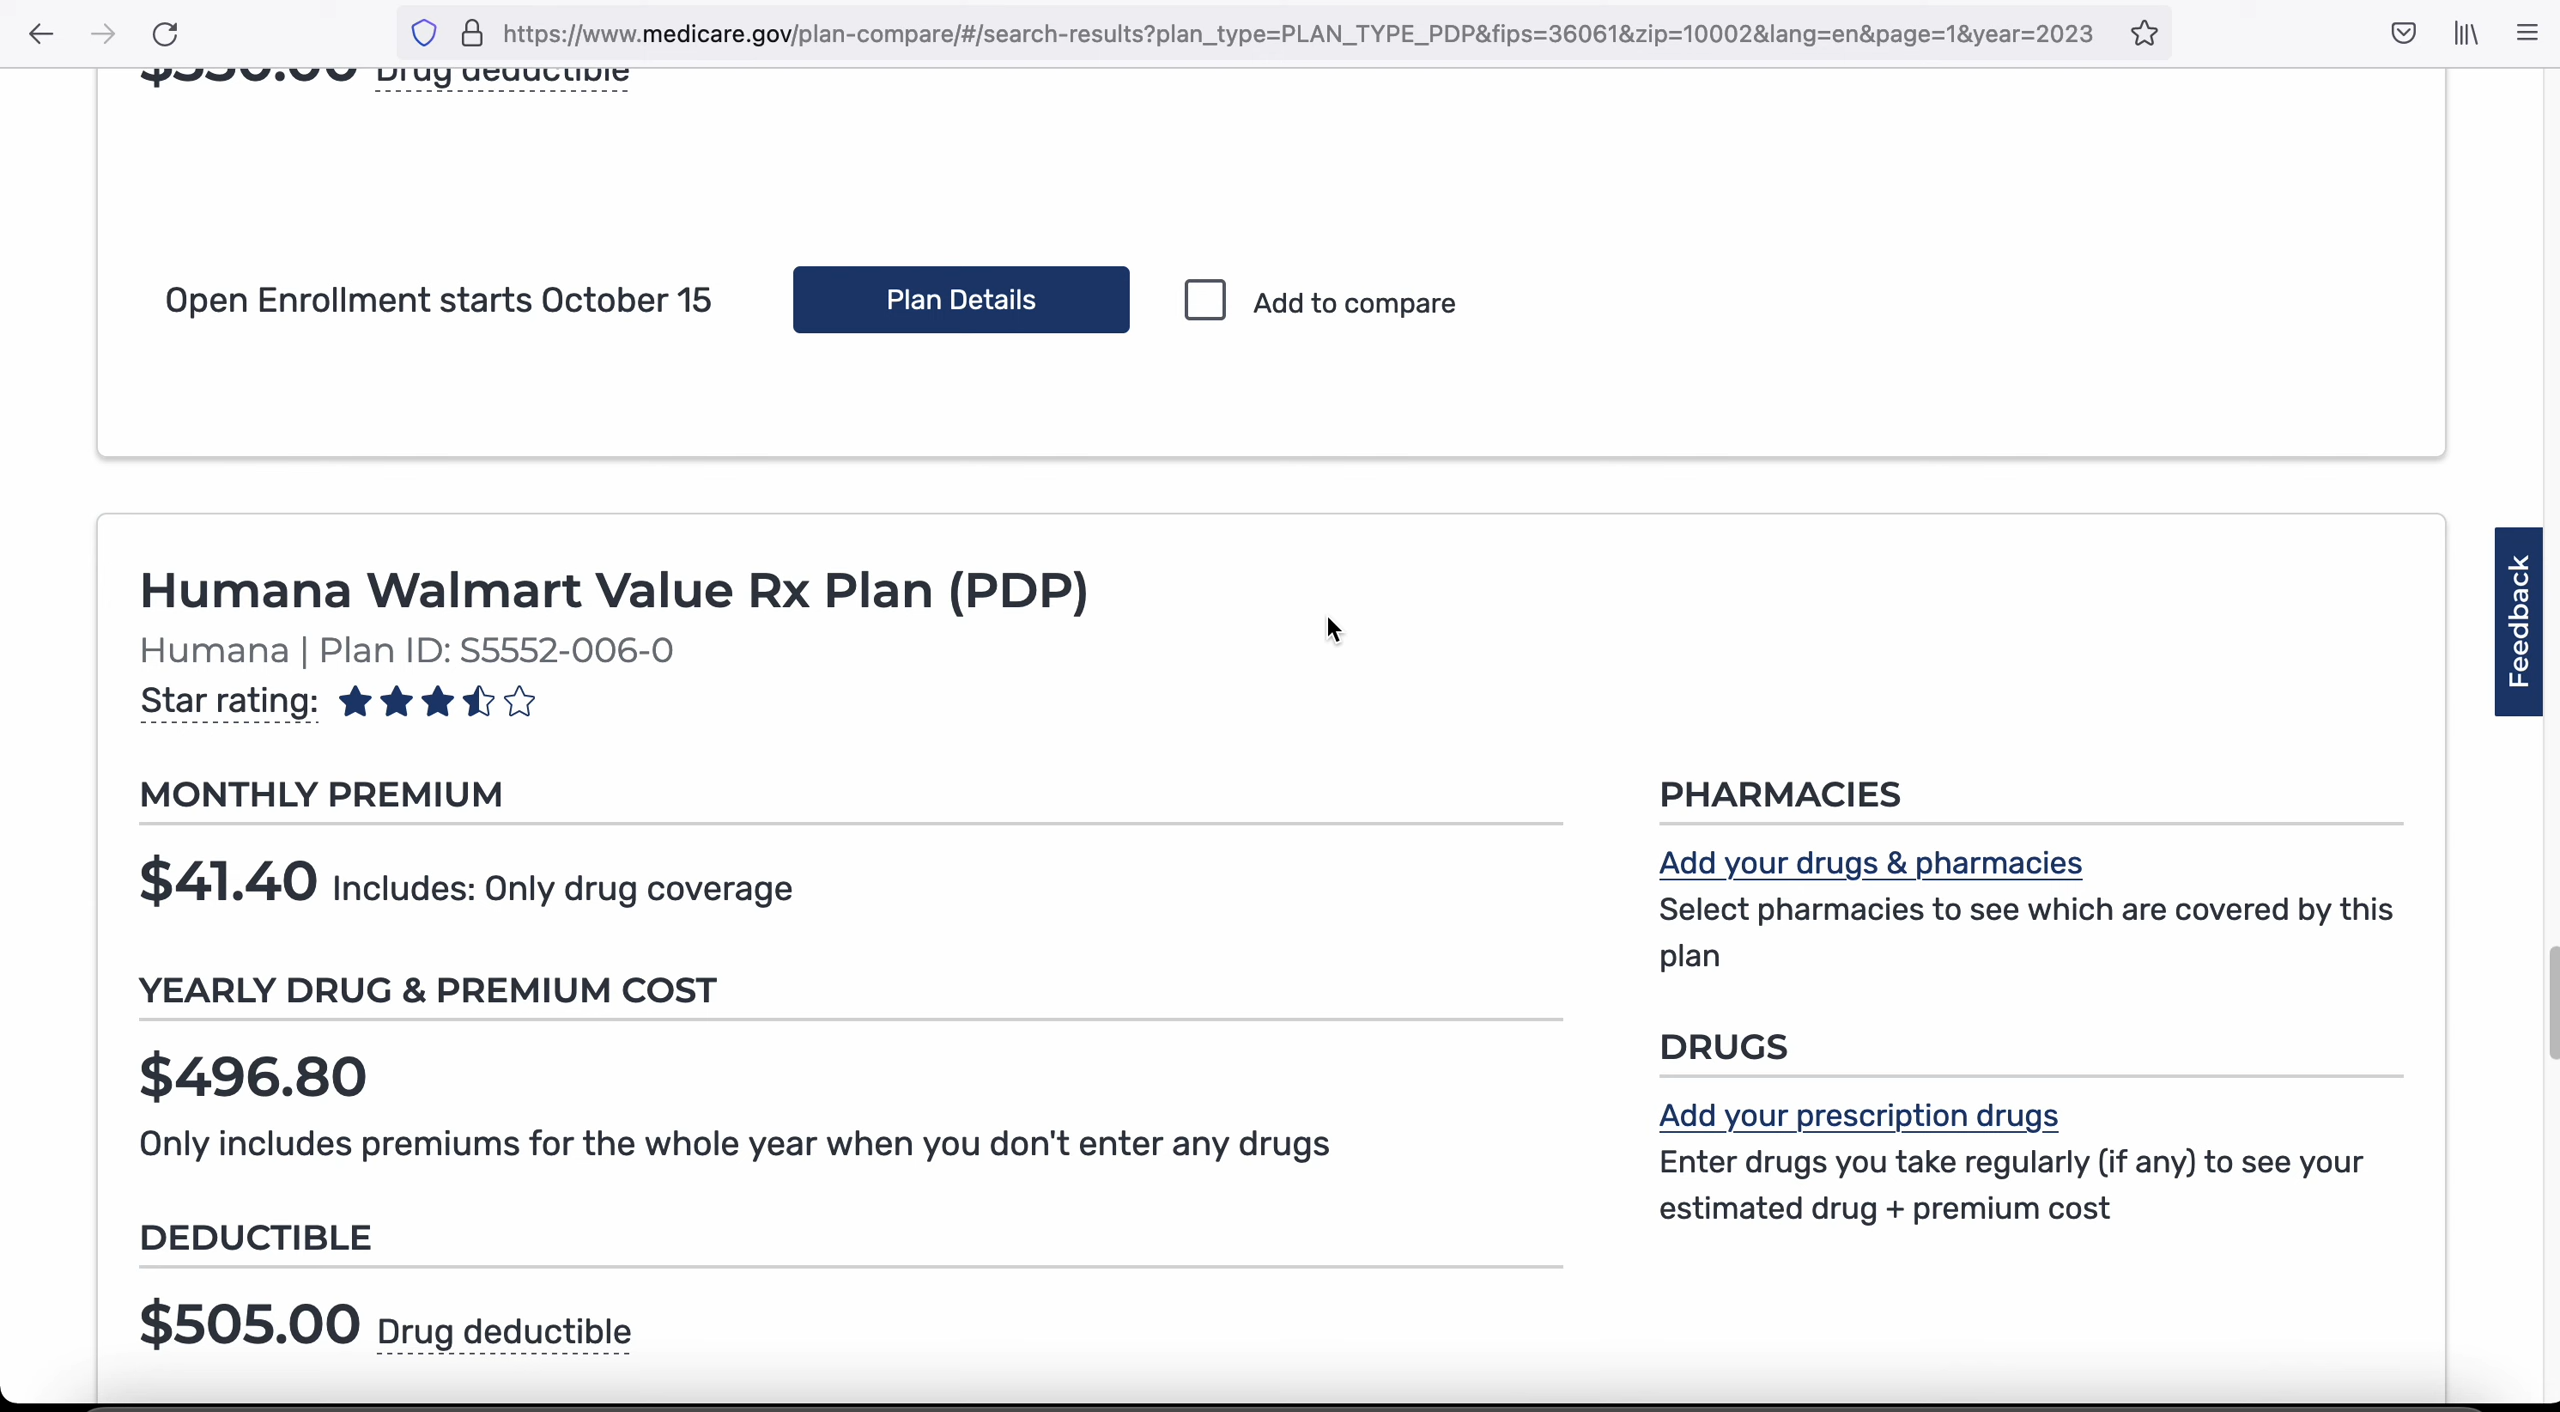 https://www.medicare.gov/plan-compare/#/search-results?plan_type=PLAN_TYPE_PDP&fips=36061&zip=10002&lang=en&page=1&year=2023
Drug deductible
Open Enrollment starts October 15
Plan Details
Add to compare
Feedback
Humana Walmart Value Rx Plan (PDP)
Humana | Plan ID: S5552-006-0
Star rating:
MONTHLY PREMIUM
$41.40 Includes: Only drug coverage
YEARLY DRUG & PREMIUM COST
$496.80
Only includes premiums for the whole year when you don't enter any drugs
DEDUCTIBLE
$505.00 Drug deductible
PHARMACIES
Add your drugs & pharmacies
Select pharmacies to see which are covered by this
plan
DRUGS
Add your prescription drugs
Enter drugs you take regularly (if any) to see your
estimated drug + premium cost